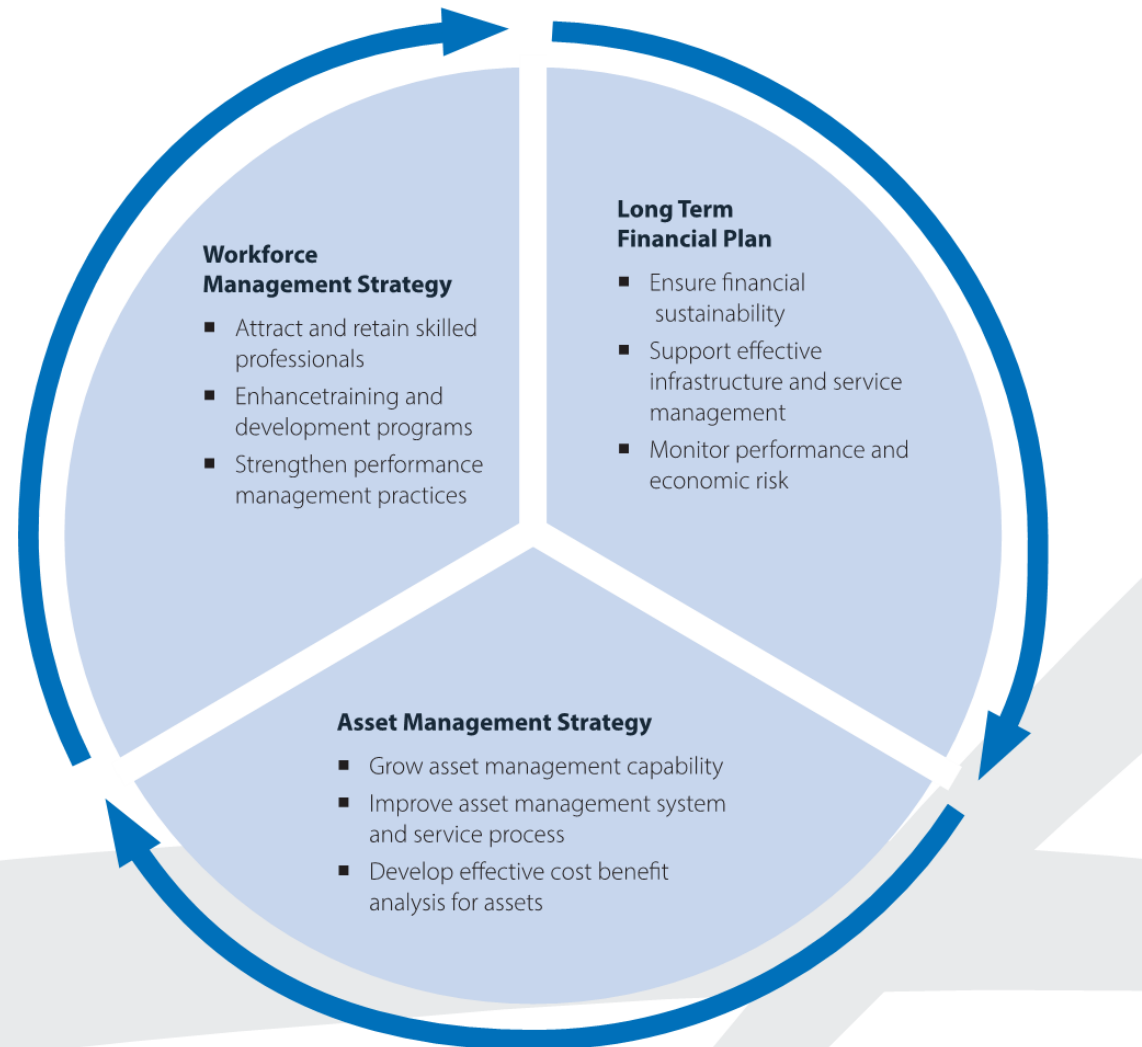 Workforce
Management Strategy
■ Attract and retain skilled
professionals
■ Enhancetraining and
development programs
■ Strengthen performance
management practices
Long Term
Financial Plan
■ Ensure financial
sustainability
■ Support effective
infrastructure and service
management
■ Monitor performance and
economic risk
Asset Management Strategy
■ Grow asset management capability
■ Improve asset management system
and service process
■ Develop effective cost benefit
analysis for assets